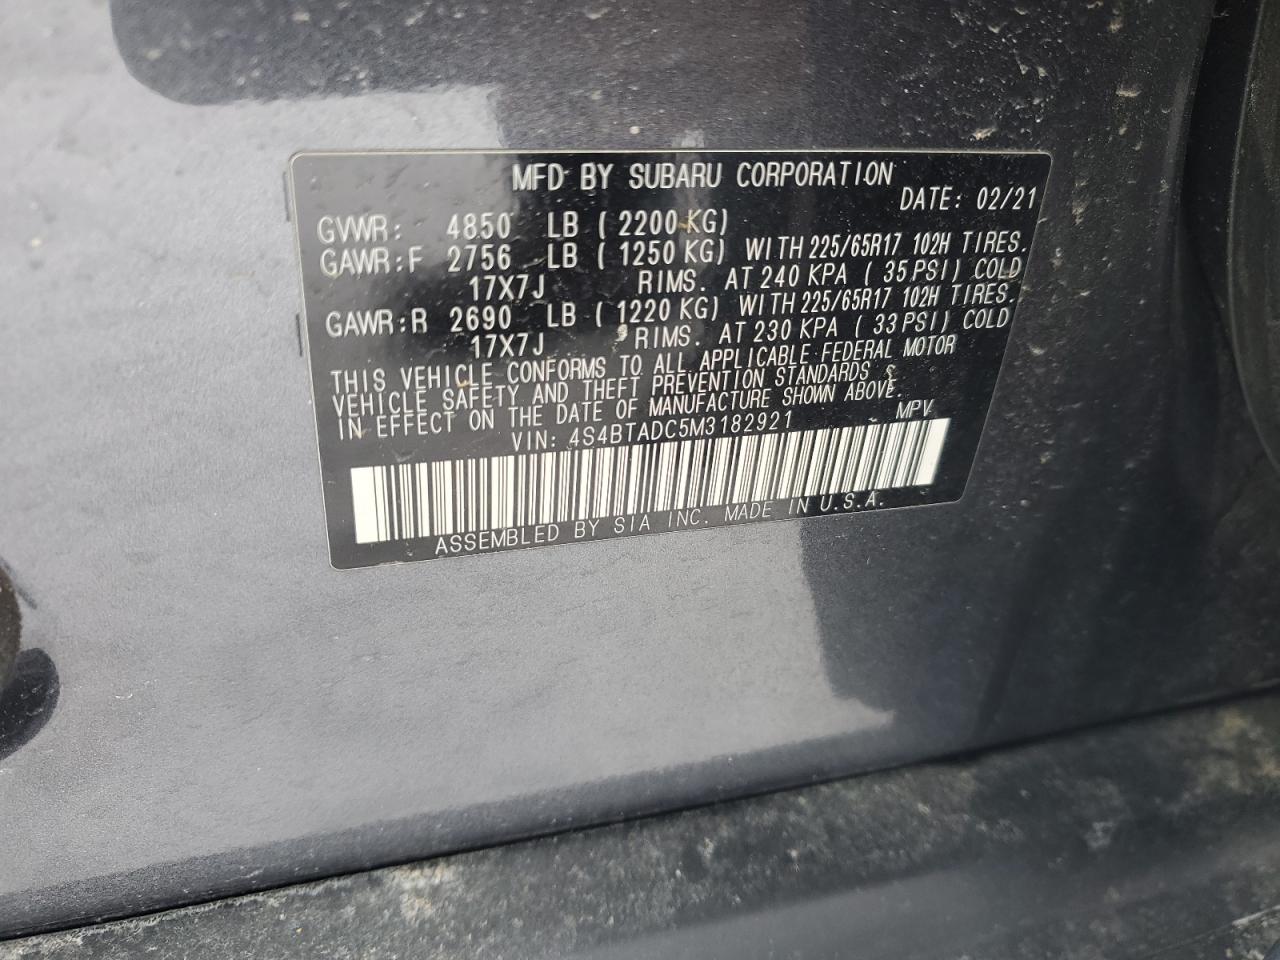 MFD BY SUBARU CORPORATION
DATE: 02/21
GVWR: 4850 LB ( 2200 KG)
GAWR:F 2756 LB ( 1250 KG) WITH 225/65R17 102H TIRES.
17X7J RIMS. AT 240 KPA ( 35 PSI) COLD
GAWR:R 2690 LB ( 1220 KG) WITH 225/65R17 102H TIRES.
17X7J RIMS. AT 230 KPA ( 33 PSI) COLD
THIS VEHICLE CONFORMS TO ALL APPLICABLE FEDERAL MOTOR
VEHICLE SAFETY AND THEFT PREVENTION STANDARDS
IN EFFECT ON THE DATE OF MANUFACTURE SHOWN ABOVE.
VIN: 4S4BTADC5M3182921 MPV
ASSEMBLED BY SIA INC. MADE IN U.S.A.